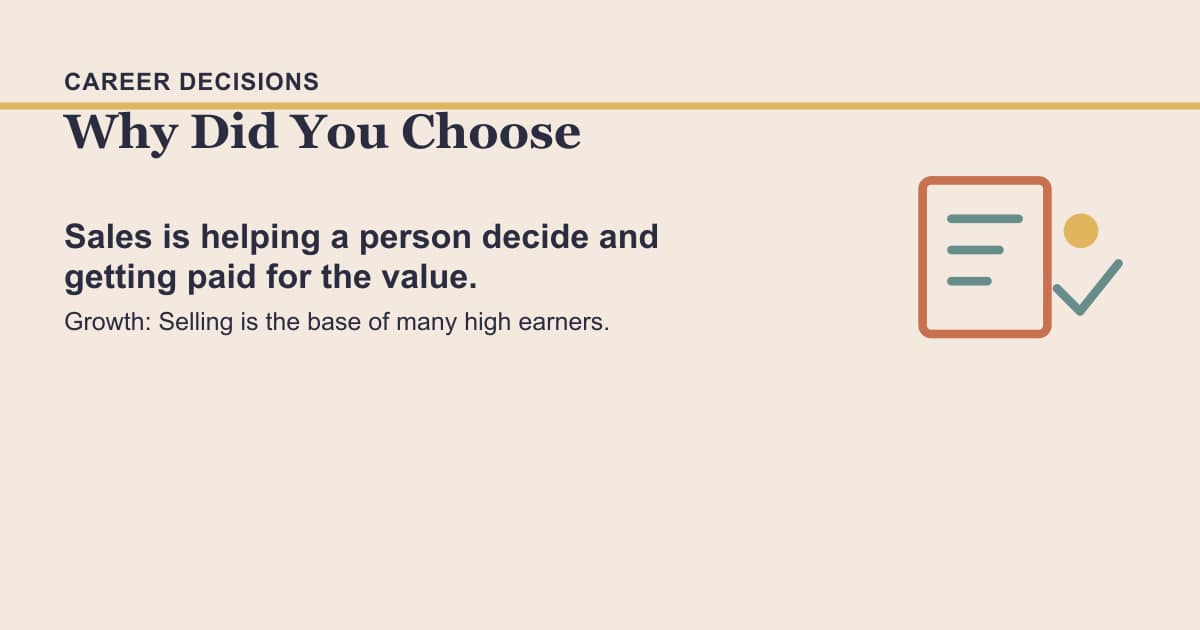 CAREER DECISIONS
Why Did You Choose
Sales is helping a person decide and
getting paid for the value.
Growth: Selling is the base of many high earners.